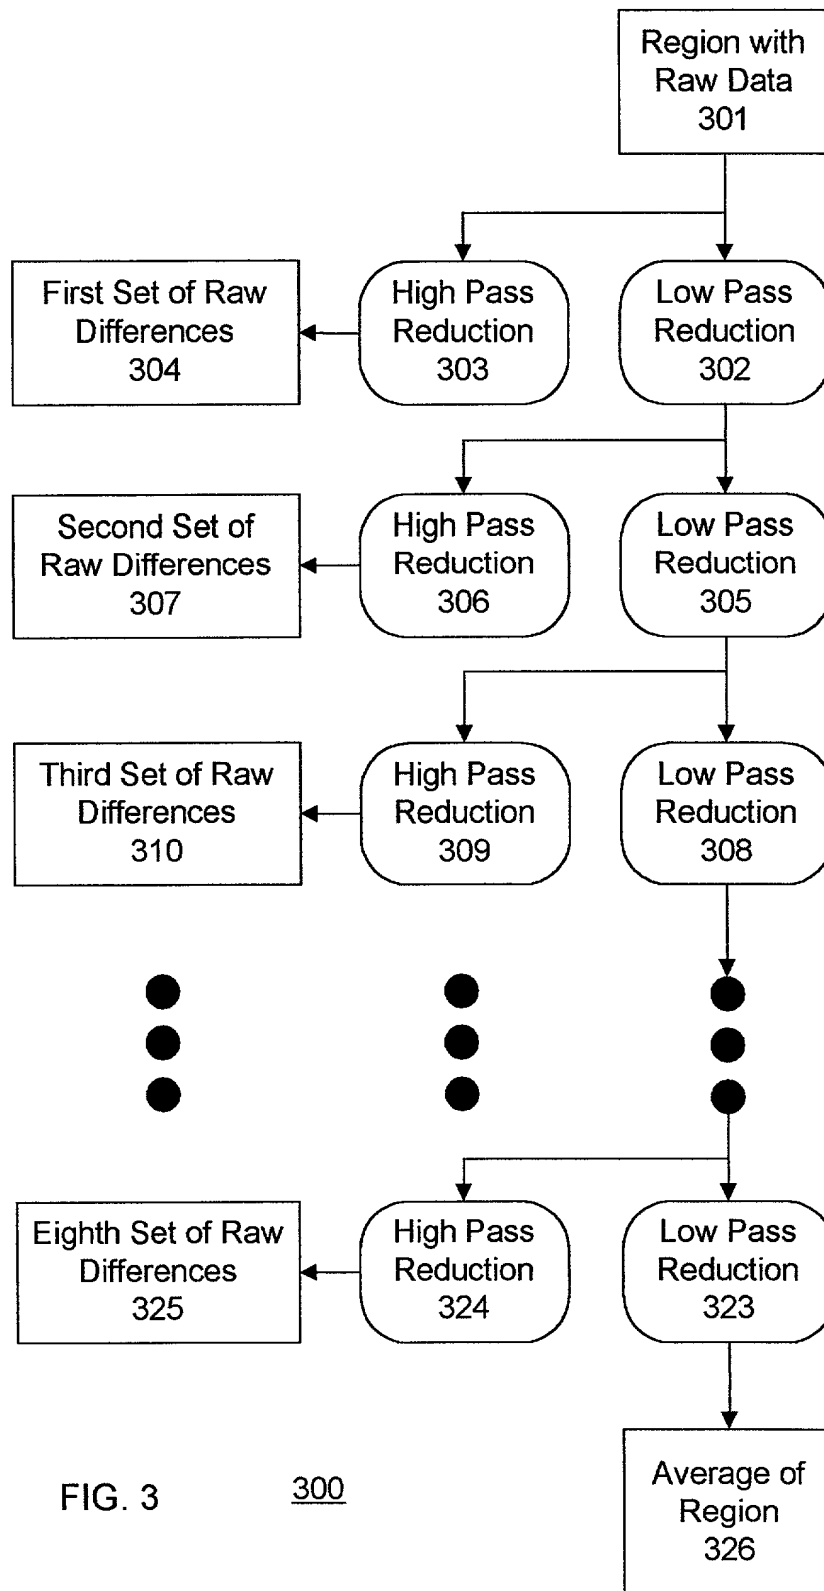 Region with
Raw Data
301
First Set of Raw
Differences
304
High Pass
Reduction
303
Low Pass
Reduction
302
Second Set of
Raw Differences
307
High Pass
Reduction
306
Low Pass
Reduction
305
Third Set of Raw
Differences
310
High Pass
Reduction
309
Low Pass
Reduction
308
Eighth Set of Raw
Differences
325
High Pass
Reduction
324
Low Pass
Reduction
323
Average of
Region
326
FIG. 3
300